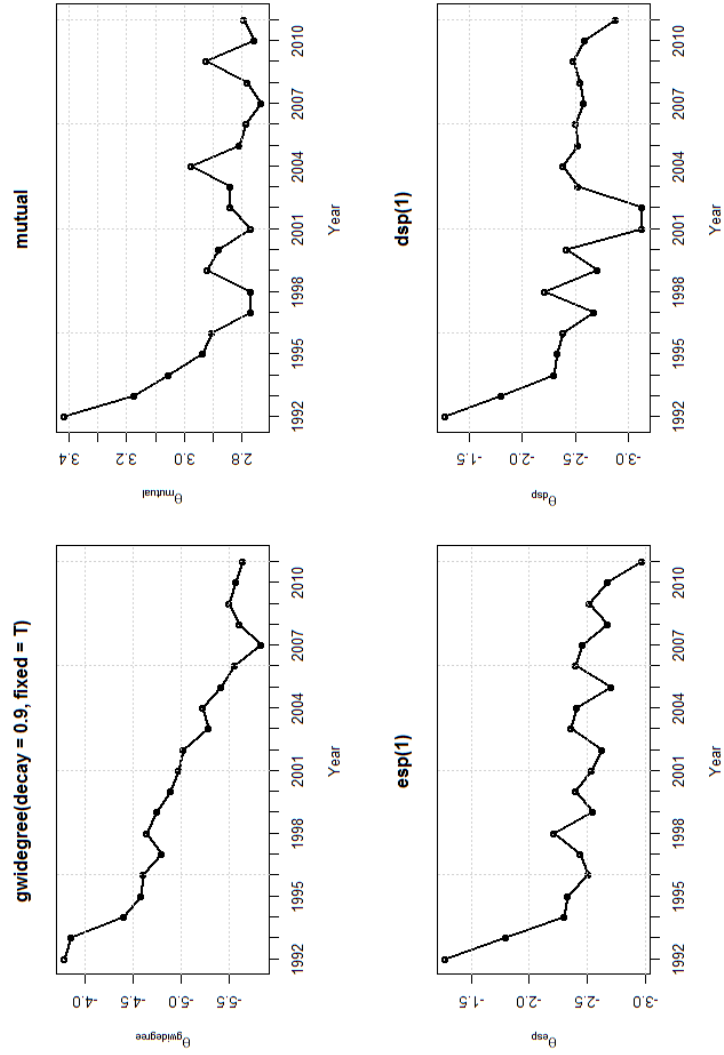 gwidegree(decay = 0.9, fixed = T)
θgwidegree
-4.0
-4.5
-5.0
-5.5
1992 1995 1998 2001 2004 2007 2010
Year
mutual
θmutual
3.4
3.2
3.0
2.8
1992 1995 1998 2001 2004 2007 2010
Year
esp(1)
θesp
-1.5
-2.0
-2.5
-3.0
1992 1995 1998 2001 2004 2007 2010
Year
dsp(1)
θdsp
-1.5
-2.0
-2.5
-3.0
1992 1995 1998 2001 2004 2007 2010
Year